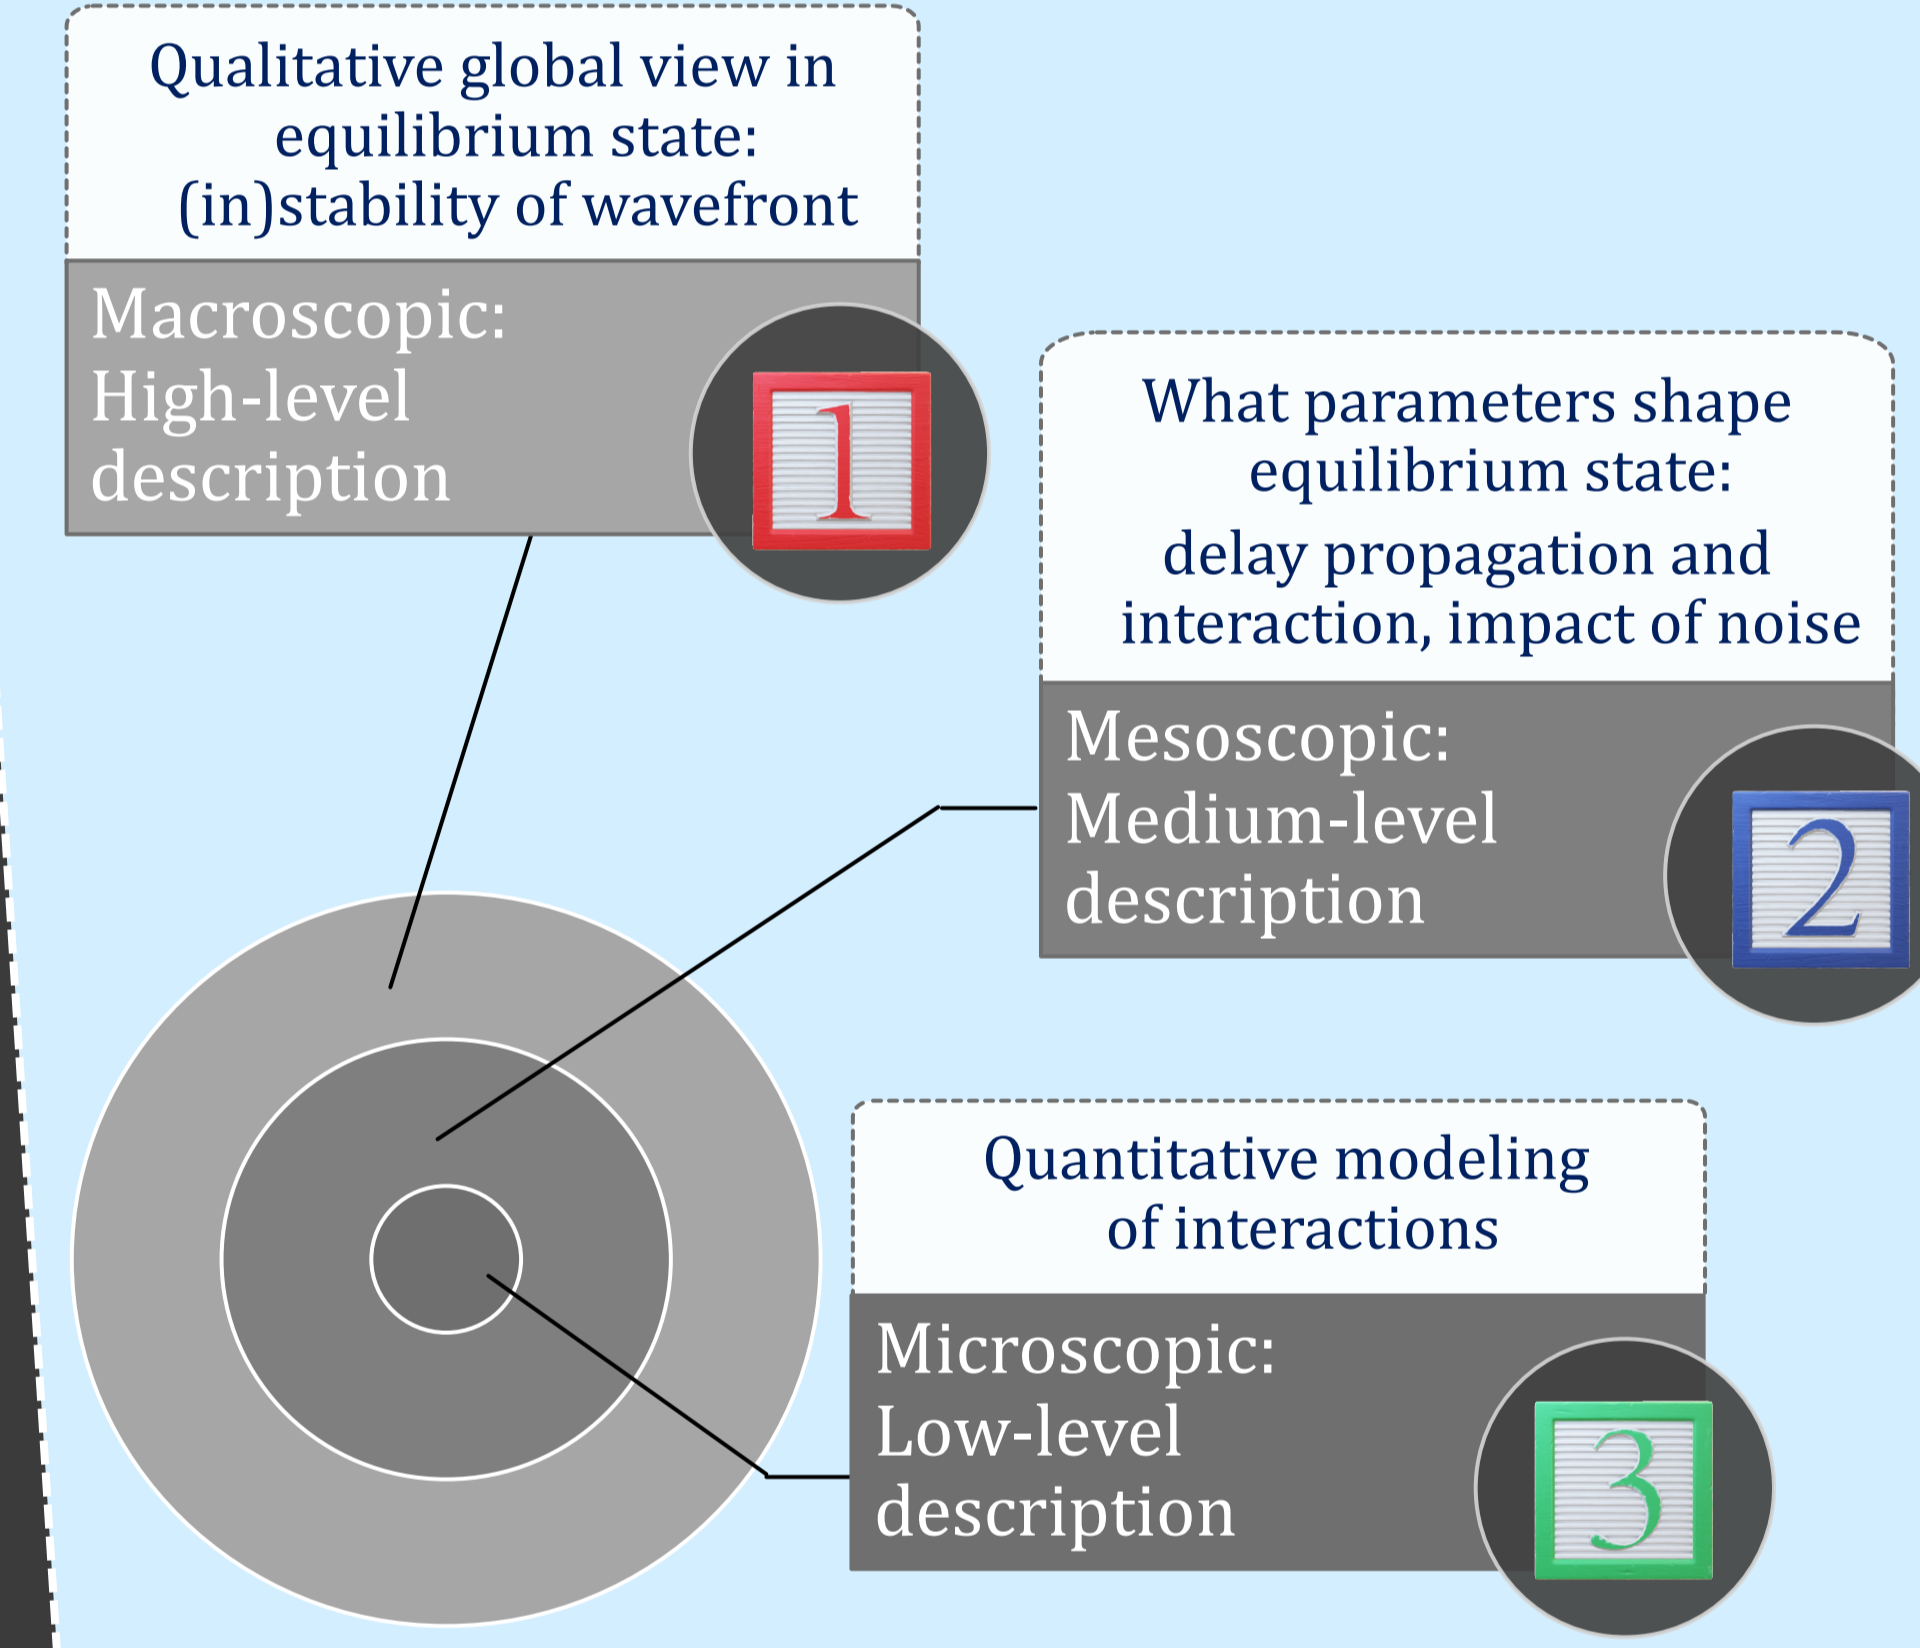 Qualitative global view in
equilibrium state:
(in)stability of wavefront
Macroscopic:
High-level
description
1
What parameters shape
equilibrium state:
delay propagation and
interaction, impact of noise
Mesoscopic:
Medium-level
description
2
Quantitative modeling
of interactions
Microscopic:
Low-level
description
3